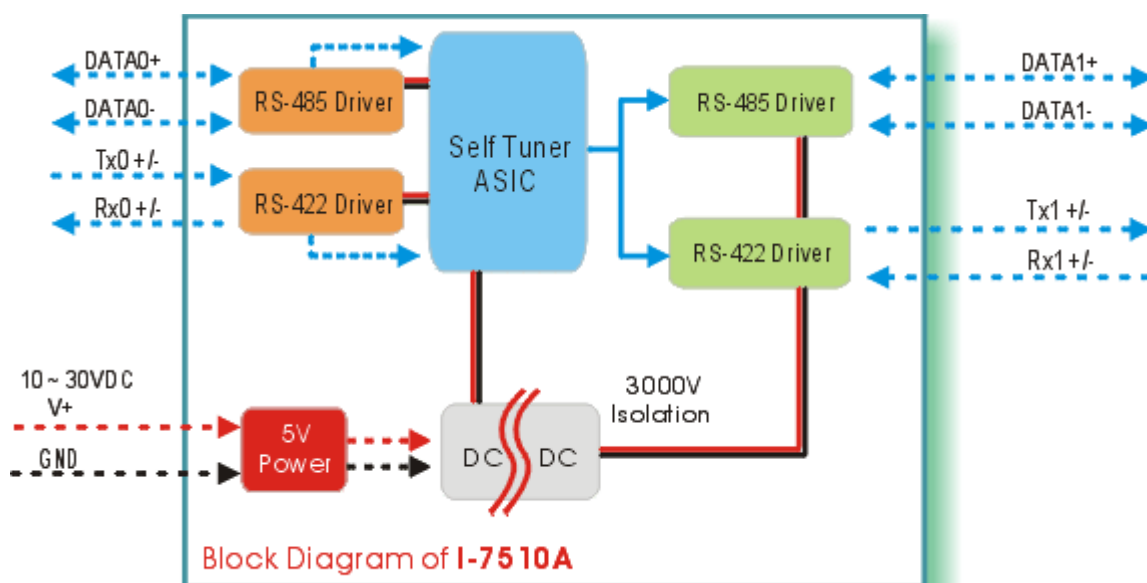 DATA0+
DATA0-
Tx0 +/-
Rx0 +/-
RS-485 Driver
RS-422 Driver
Self Tuner
ASIC
RS-485 Driver
RS-422 Driver
DATA1+
DATA1-
Tx1 +/-
Rx1 +/-
10 ~ 30VDC
V+
GND
5V
Power
DC DC
3000V
Isolation
Block Diagram of I-7510A